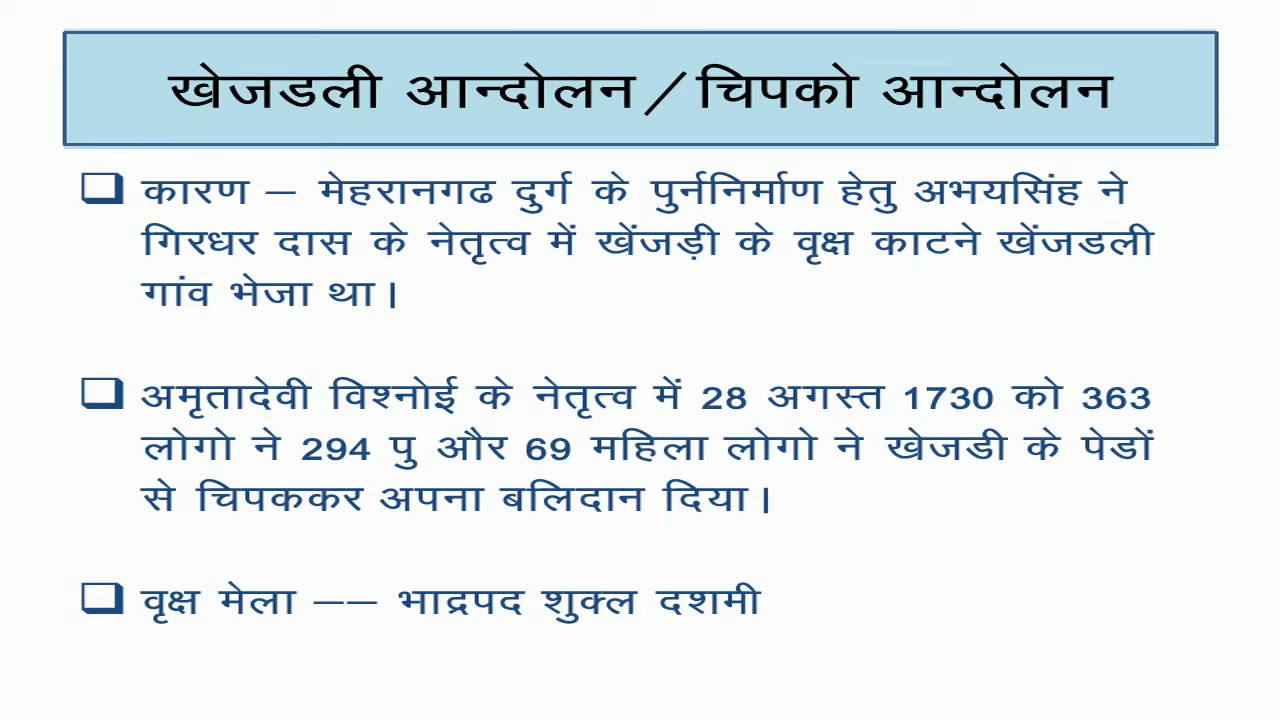 खेजडली आन्दोलन/चिपको आन्दोलन
कारण – मेहरानगढ दुर्ग के पुर्ननिर्माण हेतु अभयसिंह ने
गिरधर दास के नेतृत्व में खेंजड़ी के वृक्ष काटने खेंजडली
गांव भेजा था।
अमृतादेवी विश्नोई के नेतृत्व में 28 अगस्त 1730 को 363
लोगो ने 294 पु और 69 महिला लोगो ने खेजडी के पेडों
से चिपककर अपना बलिदान दिया।
वृक्ष मेला –– भाद्रपद शुक्ल दशमी